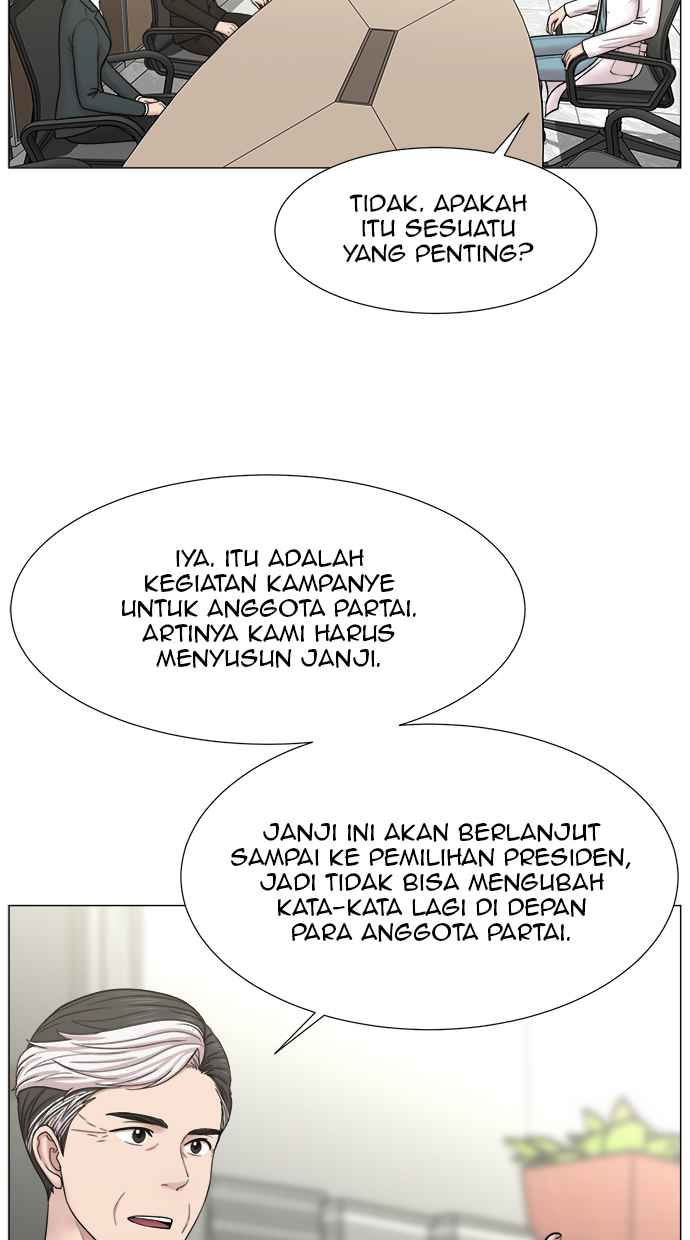 TIDAK. APAKAH
ITU SESUATU
YANG PENTING?
IYA. ITU ADALAH
KEGIATAN KAMPANYE
UNTUK ANGGOTA PARTAI.
ARTINYA KAMI HARUS
MENYUSUN JANJI.
JANJI INI AKAN BERLANJUT
SAMPAI KE PEMILIHAN PRESIDEN,
JADI TIDAK BISA MENGUBAH
KATA-KATA LAGI DI DEPAN
PARA ANGGOTA PARTAI.